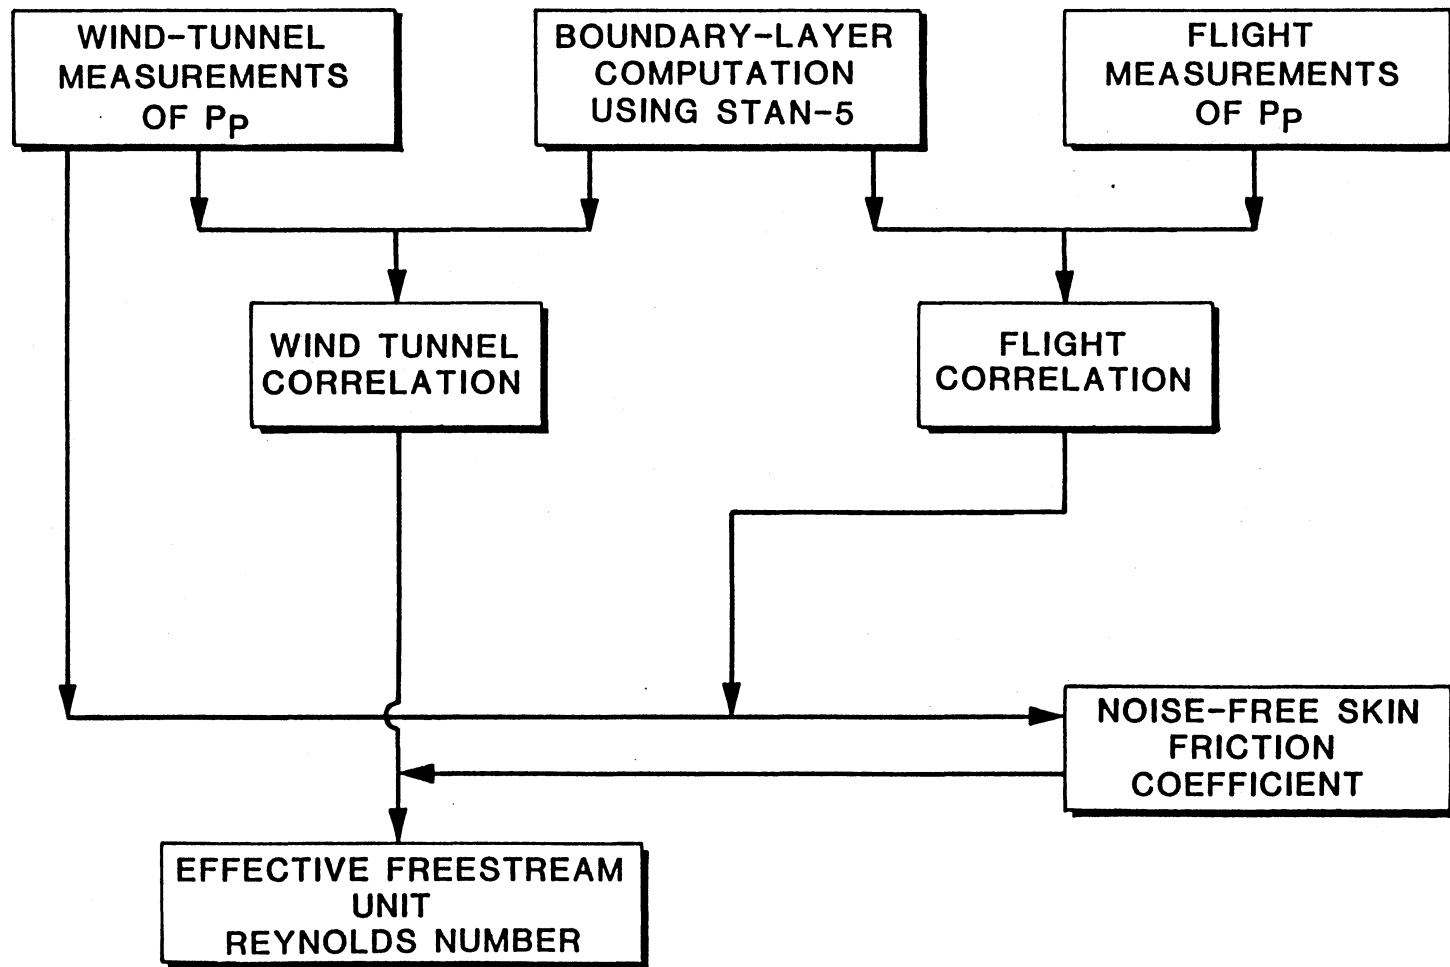 WIND-TUNNEL
MEASUREMENTS
OF Pp
BOUNDARY-LAYER
COMPUTATION
USING STAN-5
FLIGHT
MEASUREMENTS
OF Pp
WIND TUNNEL
CORRELATION
FLIGHT
CORRELATION
NOISE-FREE SKIN
FRICTION
COEFFICIENT
EFFECTIVE FREESTREAM
UNIT
REYNOLDS NUMBER